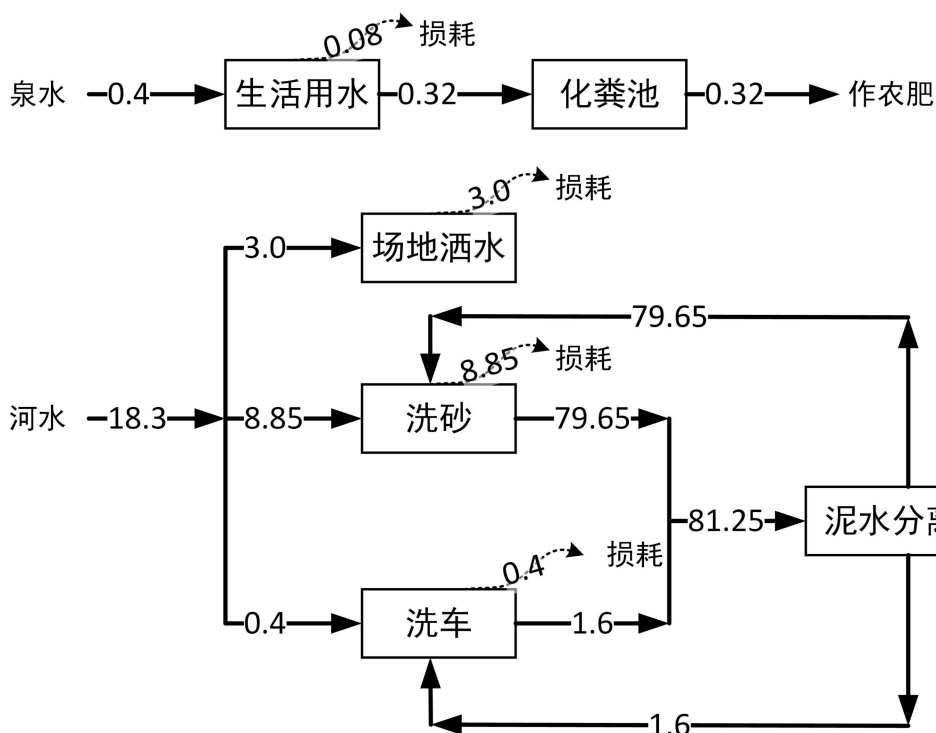 0.08 损耗
泉水 0.4 生活用水 0.32 化粪池 0.32 作农肥
3.0 损耗
3.0 场地洒水
79.65
8.85 损耗
河水 18.3 8.85 洗砂 79.65
81.25 泥水分离
0.4 损耗
0.4 洗车 1.6
1.6